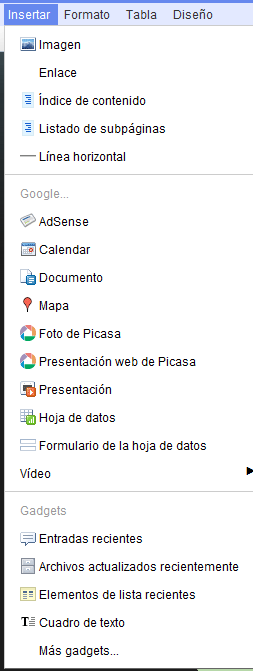 Insertar Formato Tabla Diseño
Imagen
Enlace
Índice de contenido
Listado de subpáginas
Línea horizontal
Google...
AdSense
Calendar
Documento
Mapa
Foto de Picasa
Presentación web de Picasa
Presentación
Hoja de datos
Formulario de la hoja de datos
Vídeo
Gadgets
Entradas recientes
Archivos actualizados recientemente
Elementos de lista recientes
Cuadro de texto
Más gadgets...